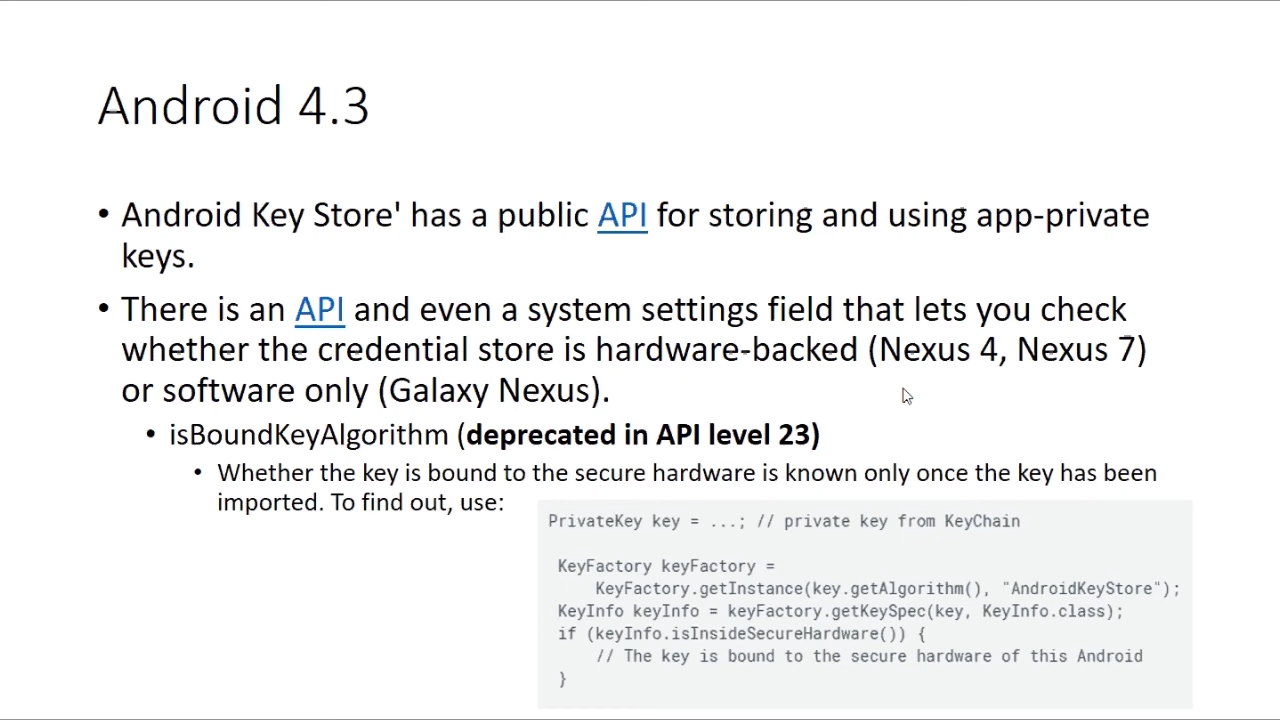 Android 4.3
• Android Key Store' has a public API for storing and using app-private
keys.
• There is an API and even a system settings field that lets you check
whether the credential store is hardware-backed (Nexus 4, Nexus 7)
or software only (Galaxy Nexus).
• isBoundKeyAlgorithm (deprecated in API level 23)
• Whether the key is bound to the secure hardware is known only once the key has been
imported. To find out, use:
PrivateKey key = ...; // private key from KeyChain
KeyFactory keyFactory =
KeyFactory.getInstance(key.getAlgorithm(), "AndroidKeyStore");
KeyInfo keyInfo = keyFactory.getKeySpec(key, KeyInfo.class);
if (keyInfo.isInsideSecureHardware()) {
// The key is bound to the secure hardware of this Android
}